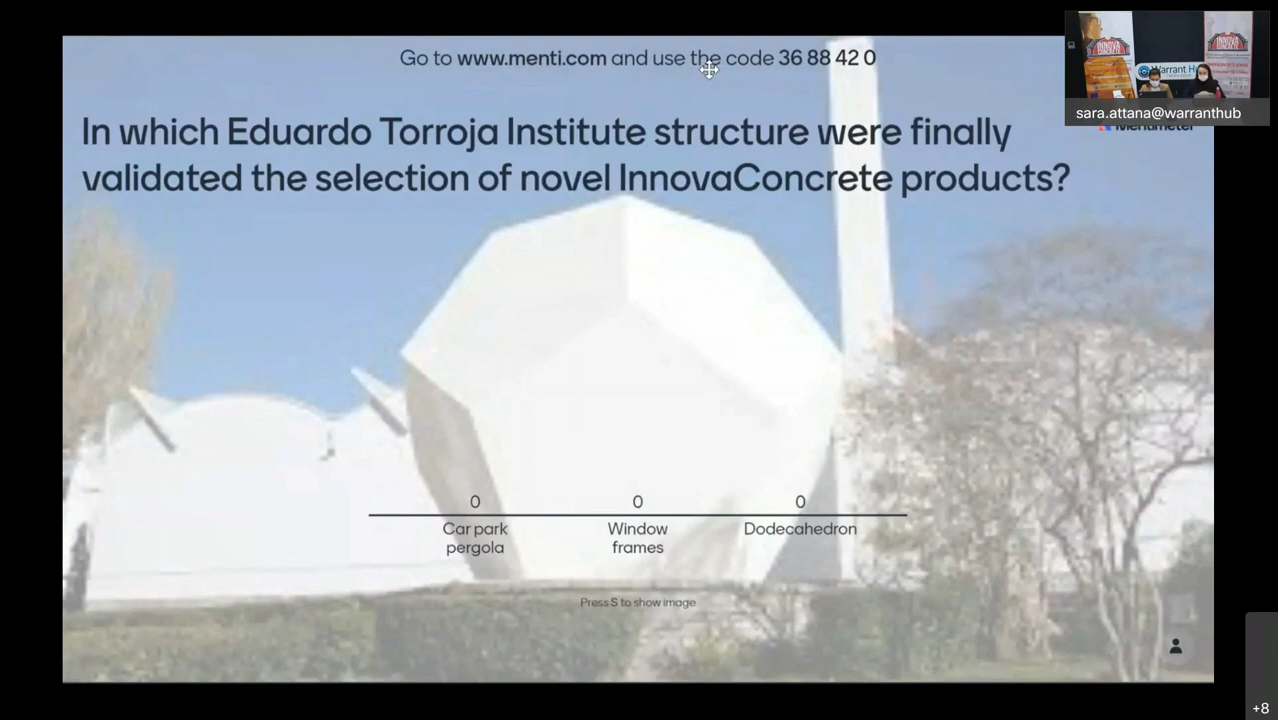 Go to www.menti.com and use the code 36 88 42 0
In which Eduardo Torroja Institute structure were finally
validated the selection of novel InnovaConcrete products?
0 0 0
Car park Window Dodecahedron
pergola frames
Press S to show image
INNOVA
Warrant H
sara.attana@warranthub
Mentimeter
+8